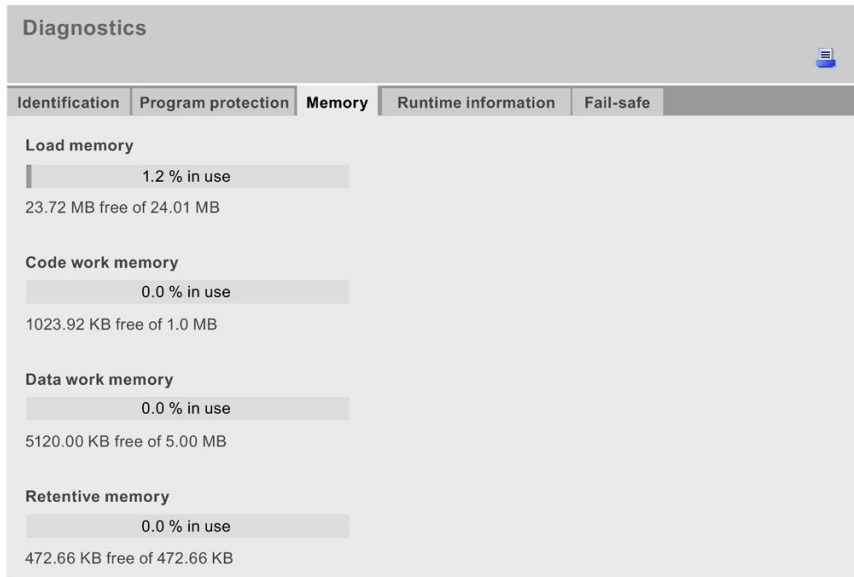 Diagnostics
Identification Program protection Memory Runtime information Fail-safe
Load memory
1.2 % in use
23.72 MB free of 24.01 MB
Code work memory
0.0 % in use
1023.92 KB free of 1.0 MB
Data work memory
0.0 % in use
5120.00 KB free of 5.00 MB
Retentive memory
0.0 % in use
472.66 KB free of 472.66 KB